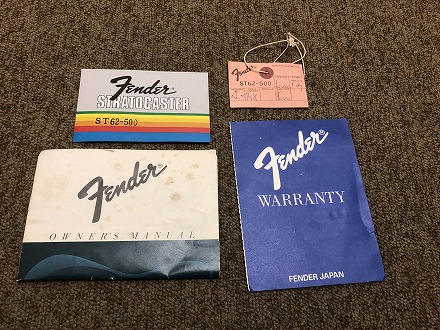 Fender®
STRATOCASTER
ST62-500
Fender
ST62-500
Fender®
OWNER'S MANUAL
Fender®
WARRANTY
FENDER JAPAN